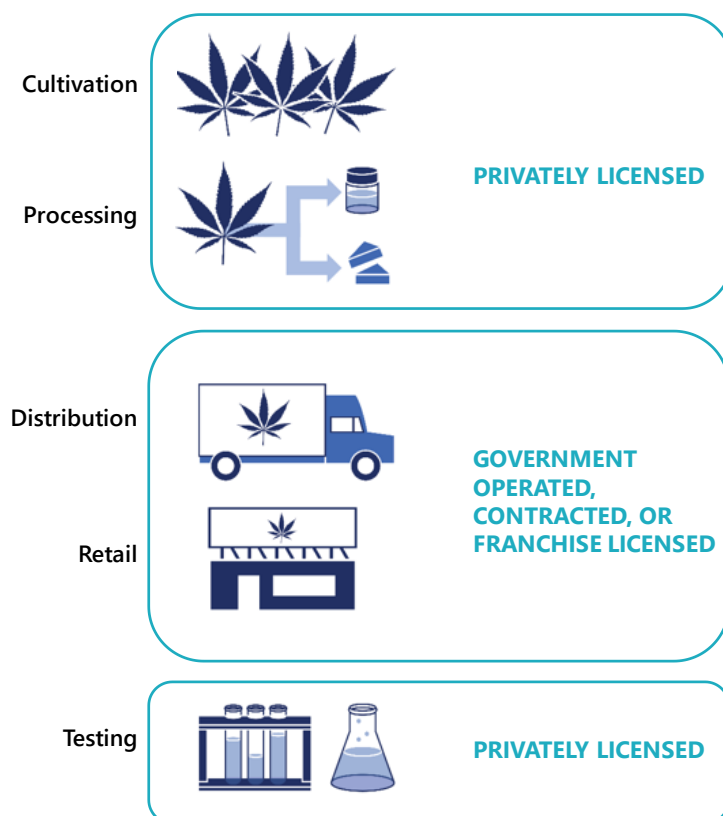 Cultivation
PRIVATELY LICENSED
Processing
Distribution
GOVERNMENT
OPERATED,
CONTRACTED, OR
FRANCHISE LICENSED
Retail
Testing
PRIVATELY LICENSED